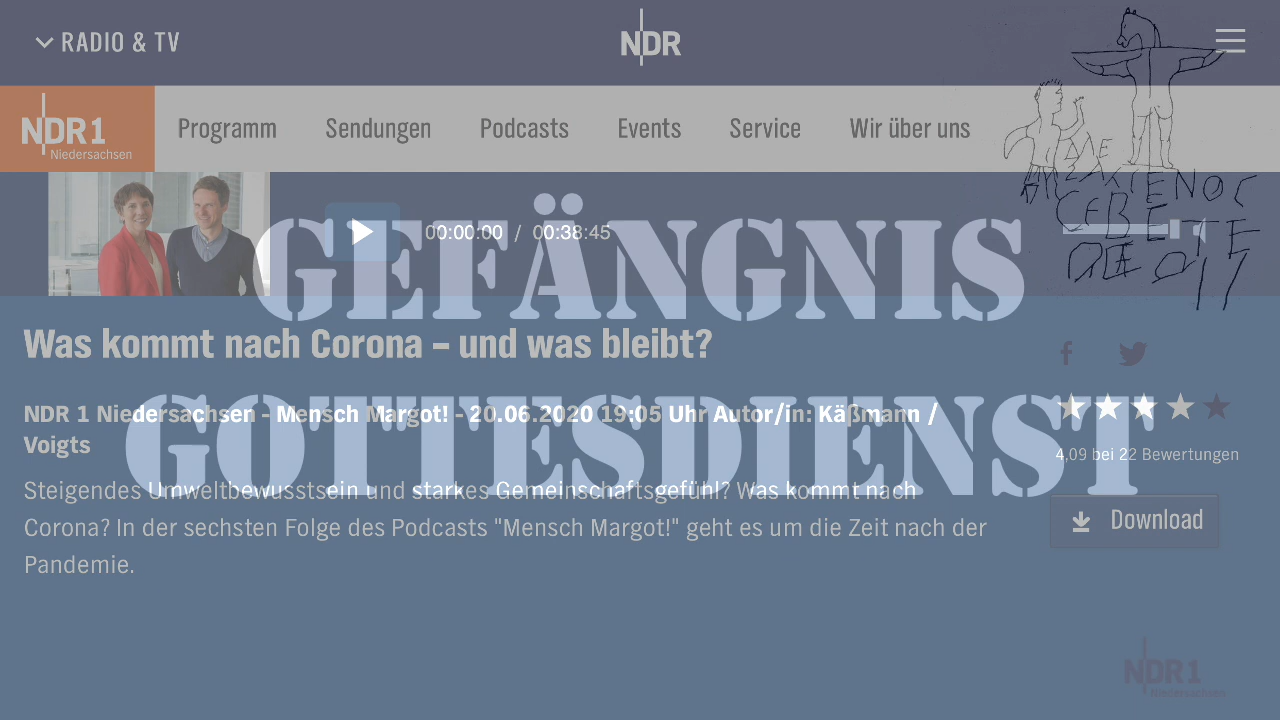 RADIO & TV
NDR
NDR 1
Niedersachsen
Programm
Sendungen
Podcasts
Events
Service
Wir über uns
00:00:00 / 00:38:45
GEFÄNGNIS
Was kommt nach Corona – und was bleibt?
GOTTESDIENST
NDR 1 Niedersachsen - Mensch Margot! - 20.06.2020 19:05 Uhr Autor/in: Käßmann /
Voigts
4,09 bei 22 Bewertungen
Steigendes Umweltbewusstsein und starkes Gemeinschaftsgefühl? Was kommt nach
Corona? In der sechsten Folge des Podcasts "Mensch Margot!" geht es um die Zeit nach der
Pandemie.
Download
NDR 1
Niedersachsen